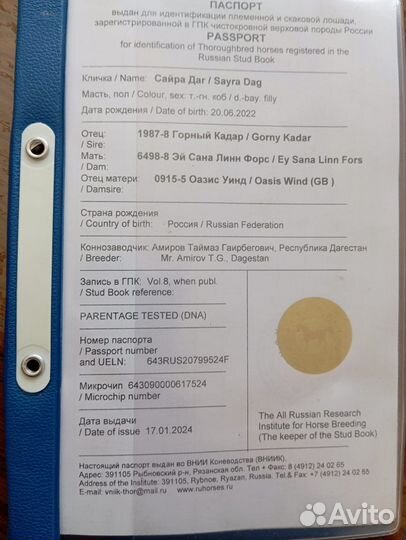 ПАСПОРТ
выдан для идентификации племенной и скаковой лошади,
зарегистрированной в ГПК чистокровной верховой породы России
PASSPORT
for identification of Thoroughbred horses registered in the
Russian Stud Book
Кличка / Name: Сайра Даг / Sayra Dag
Масть, пол / Colour, sex: т.-гн. коб / d.-bay. filly
Дата рождения / Date of birth: 20.06.2022
Отец: 1987-8 Горный Кадар / Gorny Kadar
/ Sire:
Мать: 6498-8 Эй Сана Линн Форс / Ey Sana Linn Fors
/ Dam:
Отец матери: 0915-5 Оазис Уинд / Oasis Wind (GB )
/ Damsire:
Страна рождения
/ Country of birth: Россия / Russian Federation
Коннозаводчик: Амиров Таймаз Гаирбегович, Республика Дагестан
/ Breeder: Mr. Amirov T.G., Dagestan
Запись в ГПК: Vol.8, when publ.
/ Stud Book reference:
PARENTAGE TESTED (DNA)
Номер паспорта
/ Passport number
and UELN: 643RUS20799524F
Микрочип 643090000617524
/ Microchip number
Дата выдачи
/ Date of issue 17.01.2024
The All Russian Research
Institute for Horse Breeding
(The keeper of the Stud Book)
Настоящий паспорт выдан во ВНИИ Коневодства (ВНИИК),
Адрес: 391105 Рыбновский р-н, Рязанская обл. Тел + Факс: 8 (4912) 24 02 65
Address: 391105 Institute of Horse, Rybnoe, Ryazan, Russia. Tel.& Fax: +7 (4912) 24 02 65
E-mail: vniik-thor@mail.ru www.ruhorses.ru
Avito